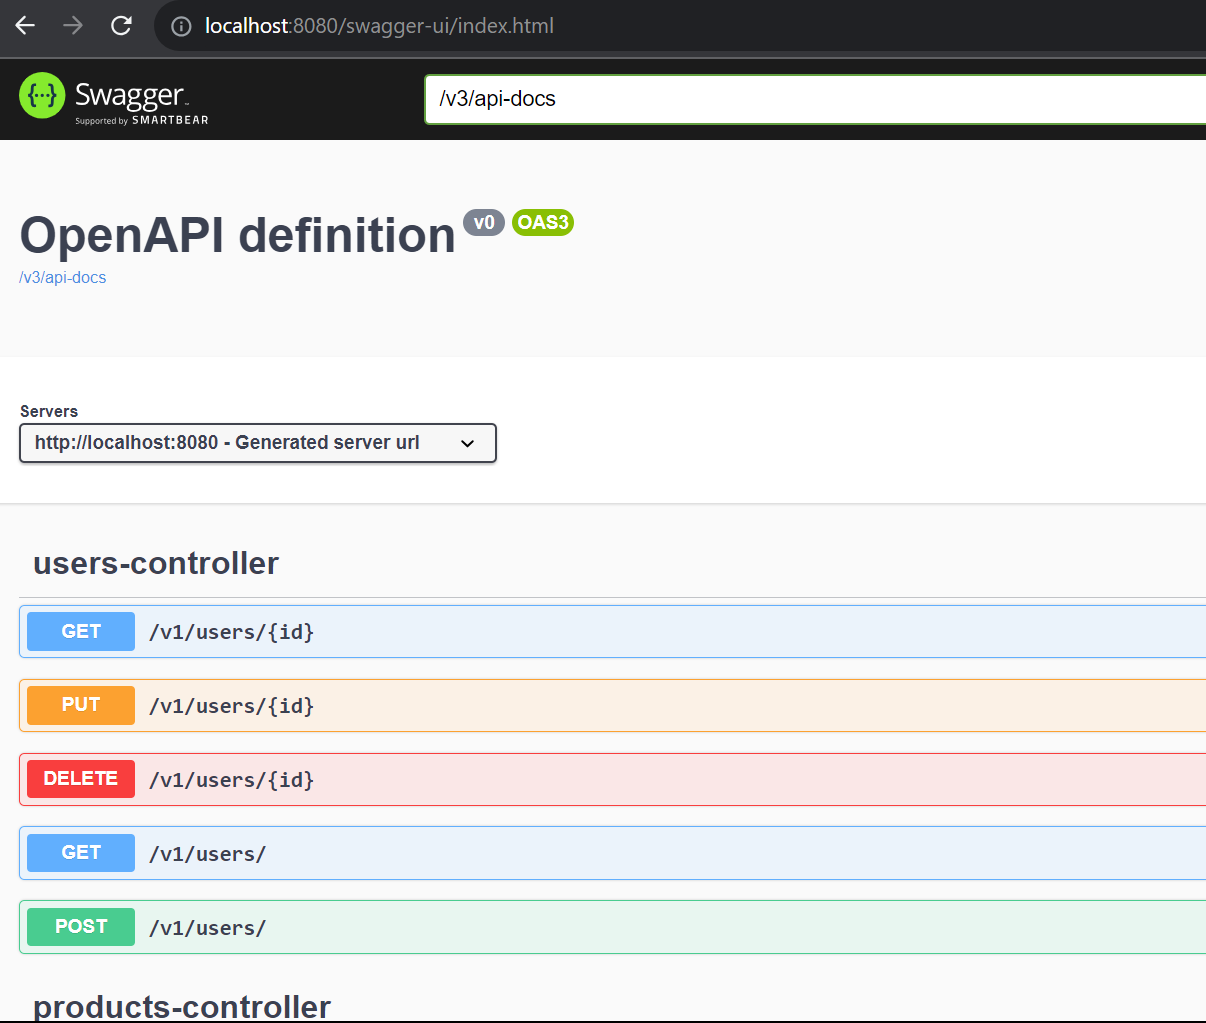 localhost:8080/swagger-ui/index.html
{···} Swagger™
Supported by SMARTBEAR
/v3/api-docs
OpenAPI definition v0 OAS3
/v3/api-docs
Servers
http://localhost:8080 - Generated server url
users-controller
GET /v1/users/{id}
PUT /v1/users/{id}
DELETE /v1/users/{id}
GET /v1/users/
POST /v1/users/
products-controller